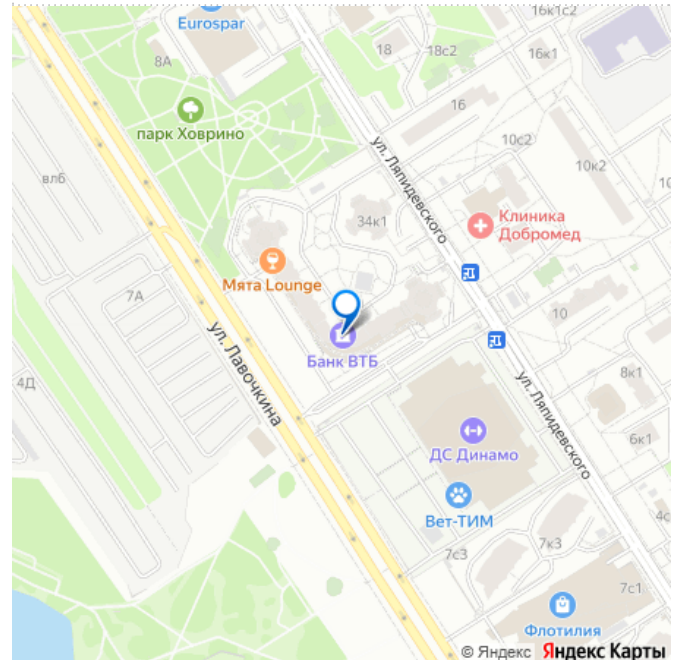 Eurospar
16к1с2
18
18с2
16к1
8А
парк Ховрино
16
10с2
10к2
влб
ул. Ляпидевского
34к1
Клиника
Добромед
Мята Lounge
7А
10
ул. Лавочкина
Банк ВТБ
4Д
8к1
ул. Ляпидевского
6к1
ДС Динамо
Вет-ТИМ
4с
7к3
7с3
7с1
Флотилия
© Яндекс Яндекс Карты